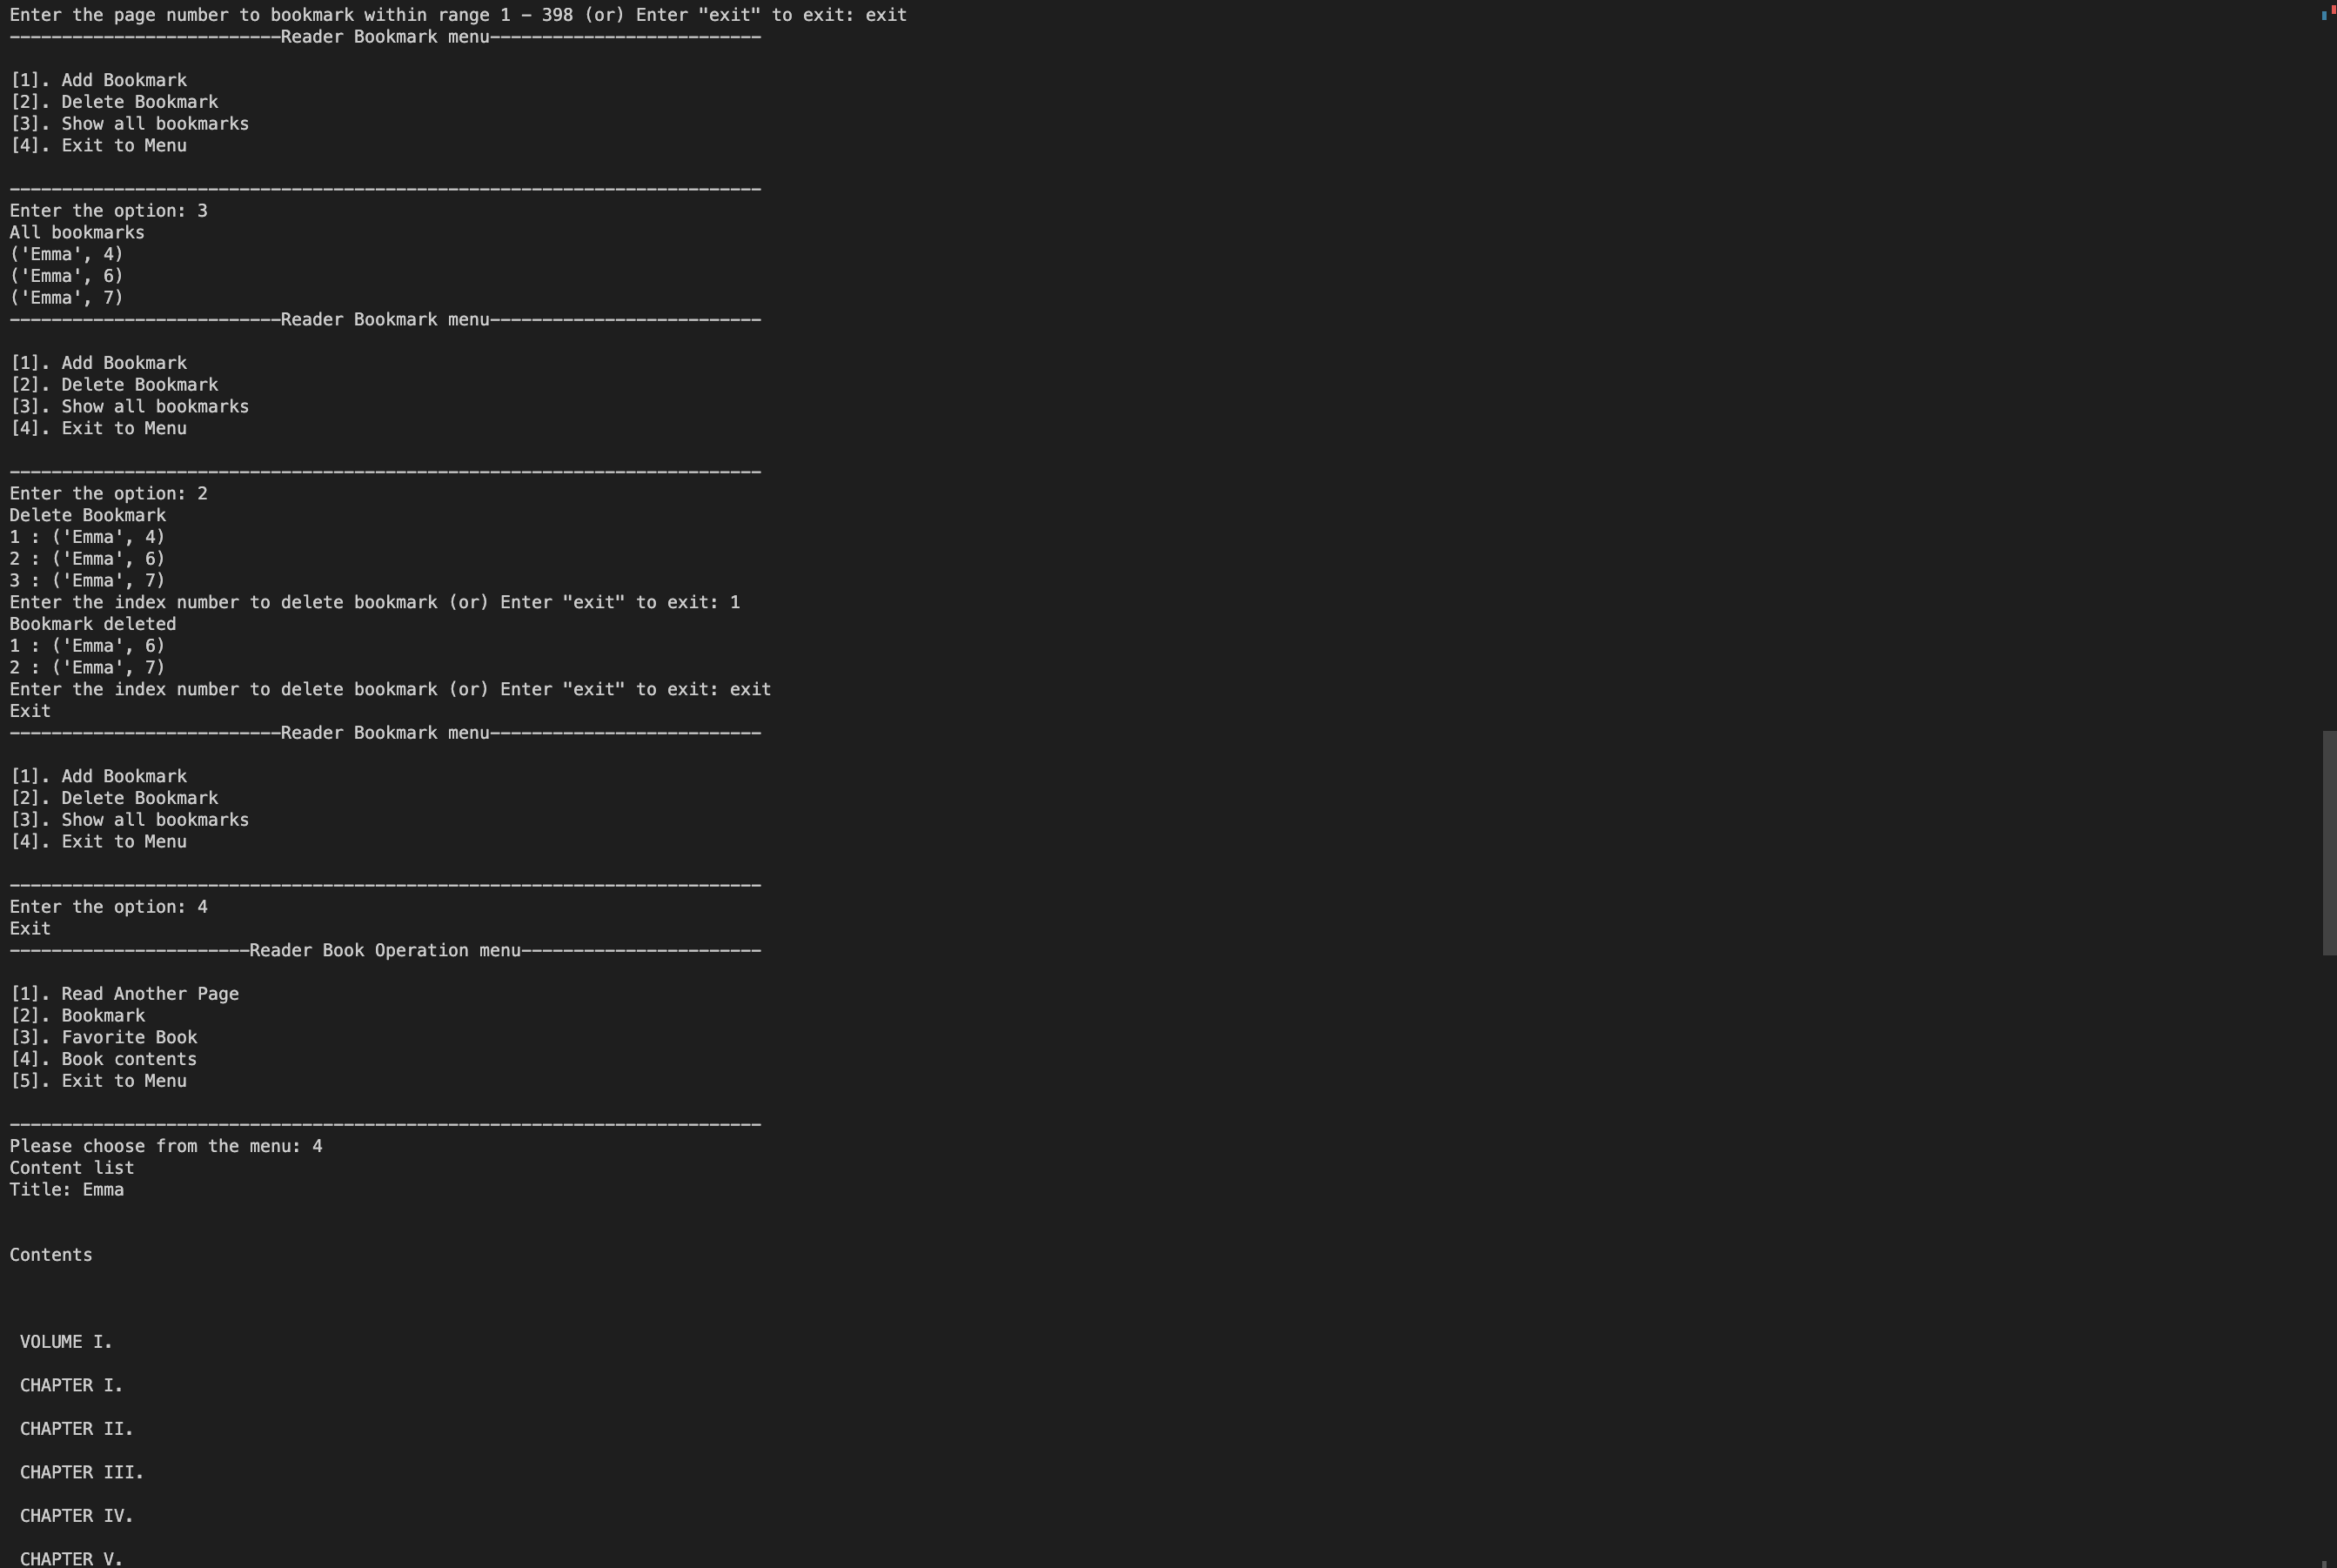 Enter the page number to bookmark within range 1 - 398 (or) Enter "exit" to exit: exit
--------------------------Reader Bookmark menu--------------------------
[1]. Add Bookmark
[2]. Delete Bookmark
[3]. Show all bookmarks
[4]. Exit to Menu
------------------------------------------------------------------------
Enter the option: 3
All bookmarks
('Emma', 4)
('Emma', 6)
('Emma', 7)
--------------------------Reader Bookmark menu--------------------------
[1]. Add Bookmark
[2]. Delete Bookmark
[3]. Show all bookmarks
[4]. Exit to Menu
------------------------------------------------------------------------
Enter the option: 2
Delete Bookmark
1 : ('Emma', 4)
2 : ('Emma', 6)
3 : ('Emma', 7)
Enter the index number to delete bookmark (or) Enter "exit" to exit: 1
Bookmark deleted
1 : ('Emma', 6)
2 : ('Emma', 7)
Enter the index number to delete bookmark (or) Enter "exit" to exit: exit
Exit
--------------------------Reader Bookmark menu--------------------------
[1]. Add Bookmark
[2]. Delete Bookmark
[3]. Show all bookmarks
[4]. Exit to Menu
------------------------------------------------------------------------
Enter the option: 4
Exit
-----------------------Reader Book Operation menu-----------------------
[1]. Read Another Page
[2]. Bookmark
[3]. Favorite Book
[4]. Book contents
[5]. Exit to Menu
------------------------------------------------------------------------
Please choose from the menu: 4
Content list
Title: Emma
Contents
VOLUME I.
CHAPTER I.
CHAPTER II.
CHAPTER III.
CHAPTER IV.
CHAPTER V.